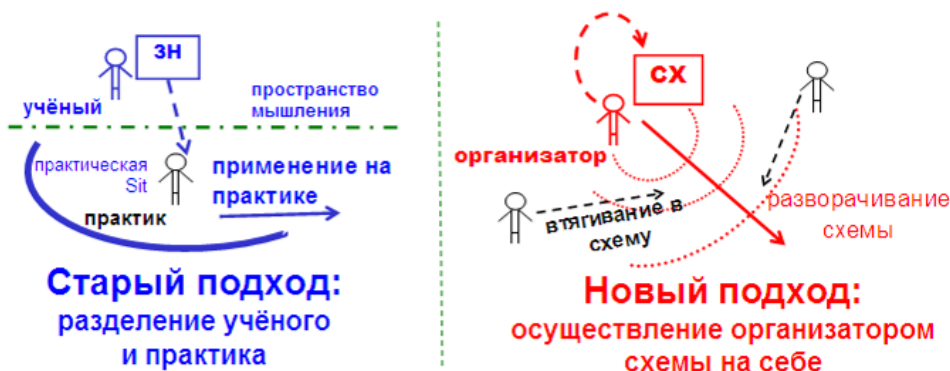 зн
учёный
пространство
мышления
практическая
Sit
практик
применение на
практике
Старый подход:
разделение учёного
и практика
сх
организатор
втягивание в
схему
разворачивание
схемы
Новый подход:
осуществление организатором
схемы на себе